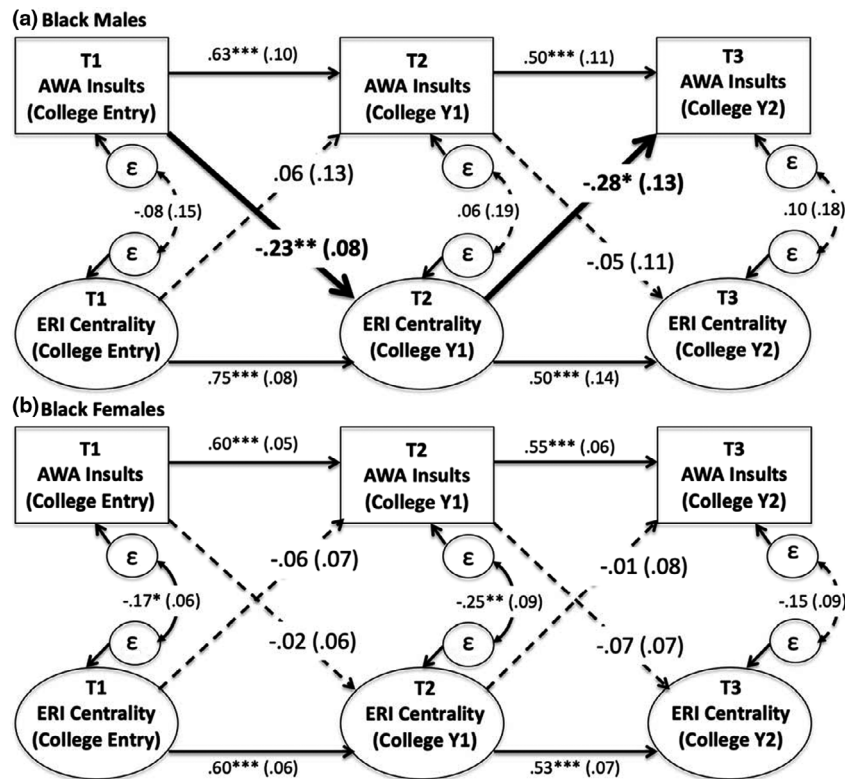 (a) Black Males
T1
AWA Insults
(College Entry)
.63*** (.10)
T2
AWA Insults
(College Y1)
.50*** (.11)
T3
AWA Insults
(College Y2)
ε
ε
ε
.06 (.13)
-.28* (.13)
-.08 (.15)
.06 (.19)
.10 (.18)
-.23** (.08)
-.05 (.11)
ε
ε
ε
T1
ERI Centrality
(College Entry)
T2
ERI Centrality
(College Y1)
T3
ERI Centrality
(College Y2)
.75*** (.08)
.50*** (.14)
(b) Black Females
T1
AWA Insults
(College Entry)
.60*** (.05)
T2
AWA Insults
(College Y1)
.55*** (.06)
T3
AWA Insults
(College Y2)
ε
ε
ε
-.06 (.07)
-.01 (.08)
-.17* (.06)
-.25** (.09)
-.15 (.09)
-.02 (.06)
-.07 (.07)
ε
ε
ε
T1
ERI Centrality
(College Entry)
T2
ERI Centrality
(College Y1)
T3
ERI Centrality
(College Y2)
.60*** (.06)
.53*** (.07)